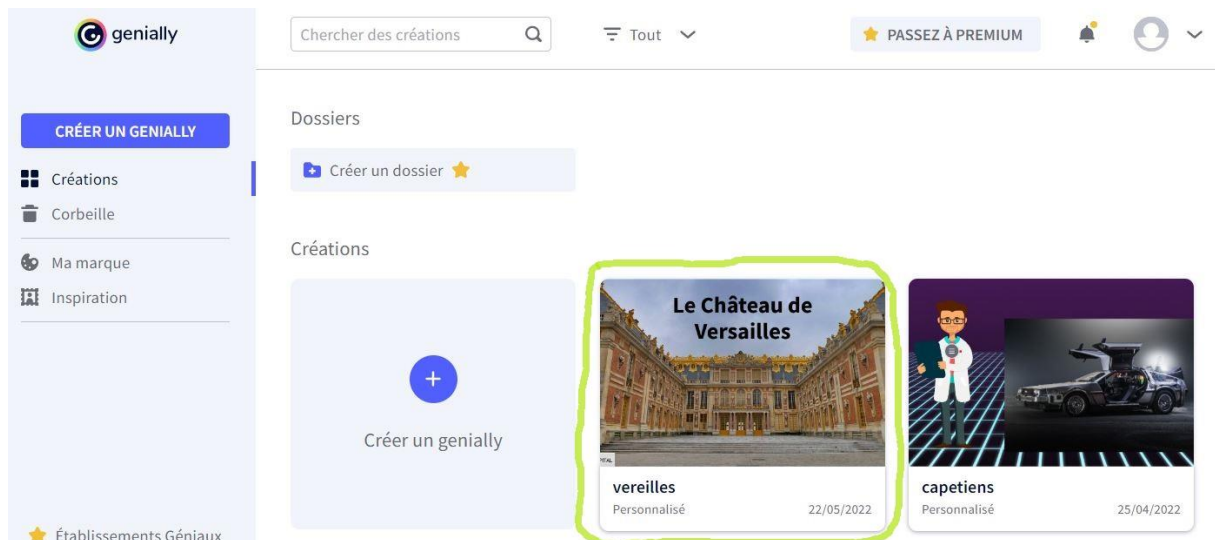 genially
Chercher des créations
Tout
PASSEZ À PREMIUM
CRÉER UN GENIALLY
Créations
Corbeille
Ma marque
Inspiration
Établissements Géniaux
Dossiers
Créer un dossier
Créations
Créer un genially
Le Château de
Versailles
vereilles
Personnalisé 22/05/2022
capetiens
Personnalisé 25/04/2022